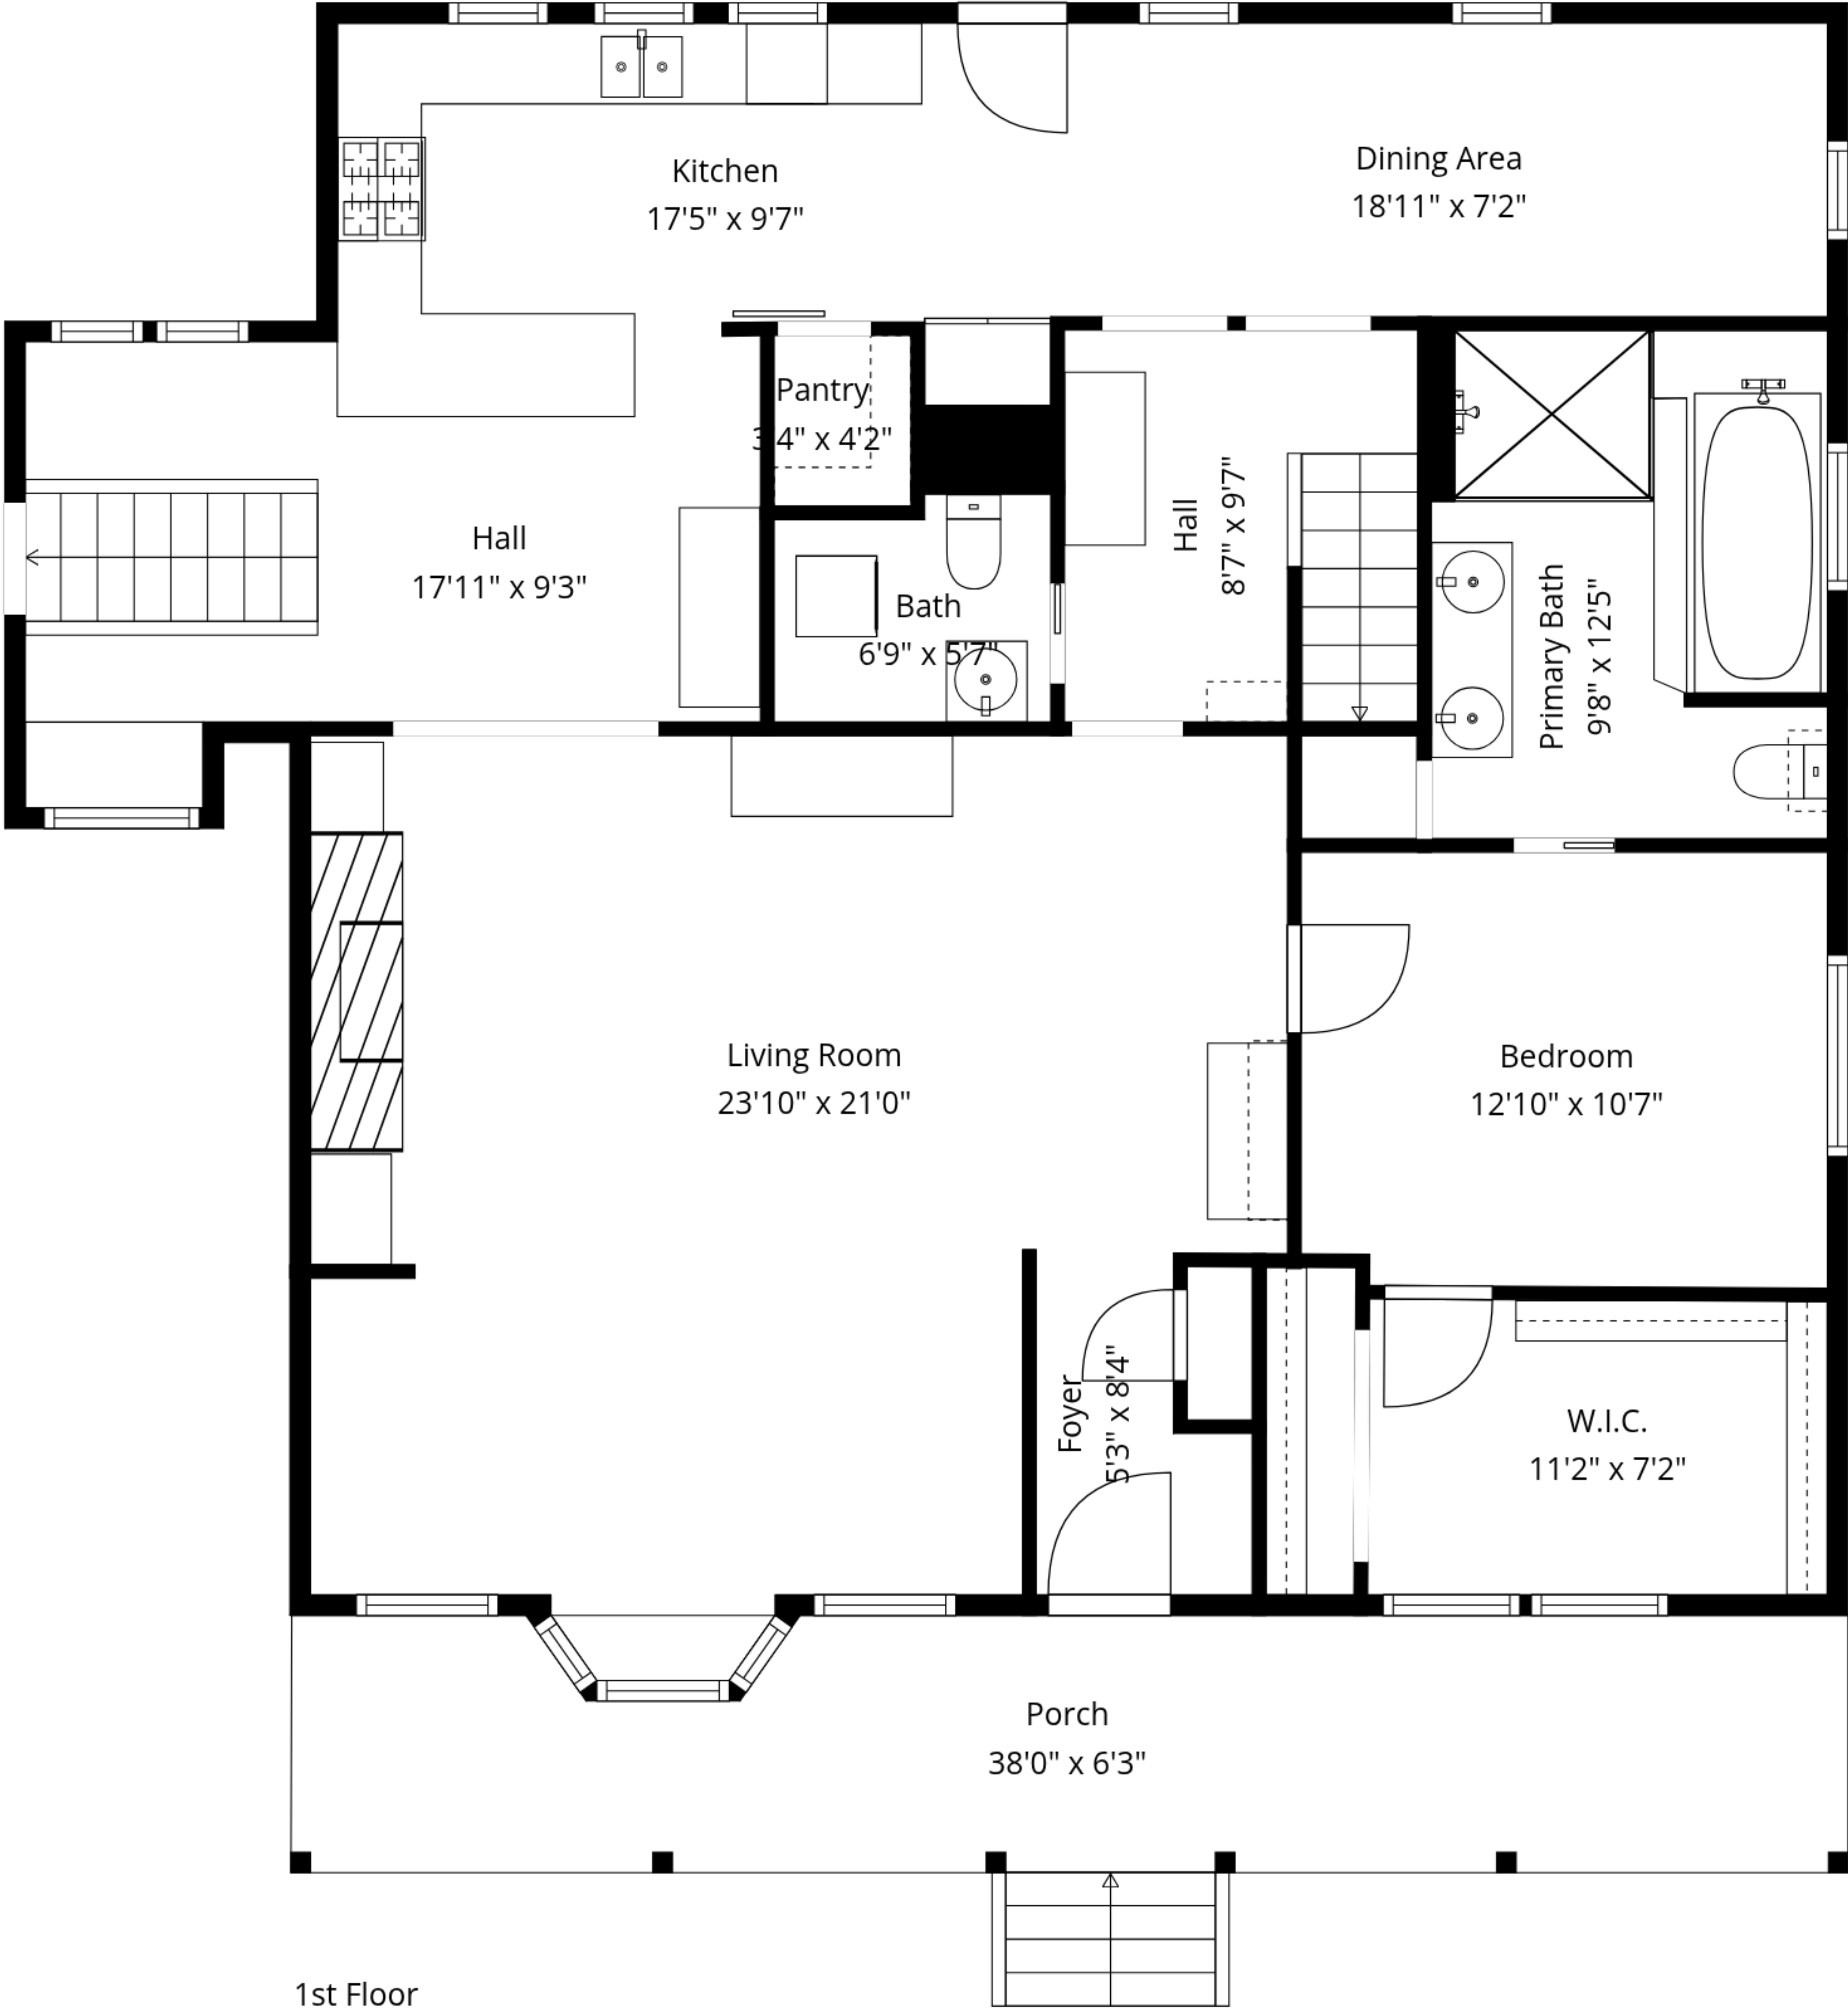 Kitchen
17'5" x 9'7"
Dining Area
18'11" x 7'2"
Pantry
3'4" x 4'2"
Hall
17'11" x 9'3"
Bath
6'9" x 5'7"
Hall
8'7" x 9'7"
Primary Bath
9'8" x 12'5"
Living Room
23'10" x 21'0"
Bedroom
12'10" x 10'7"
Foyer
5'3" x 8'4"
W.I.C.
11'2" x 7'2"
Porch
38'0" x 6'3"
1st Floor